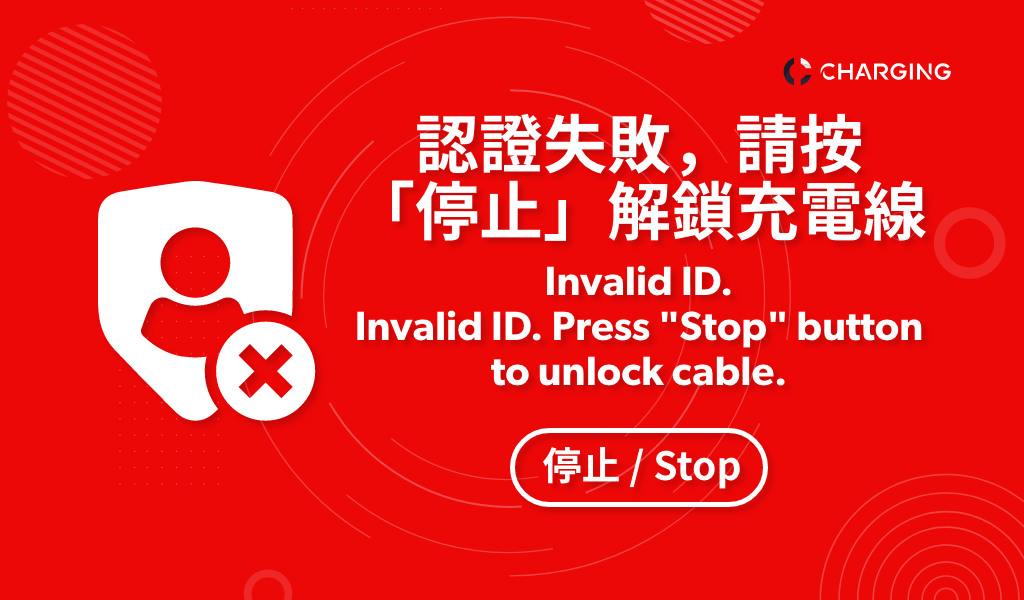 CHARGING
認證失敗，請按
「停止」解鎖充電線
Invalid ID.
Invalid ID. Press "Stop" button
to unlock cable.
停止 / Stop